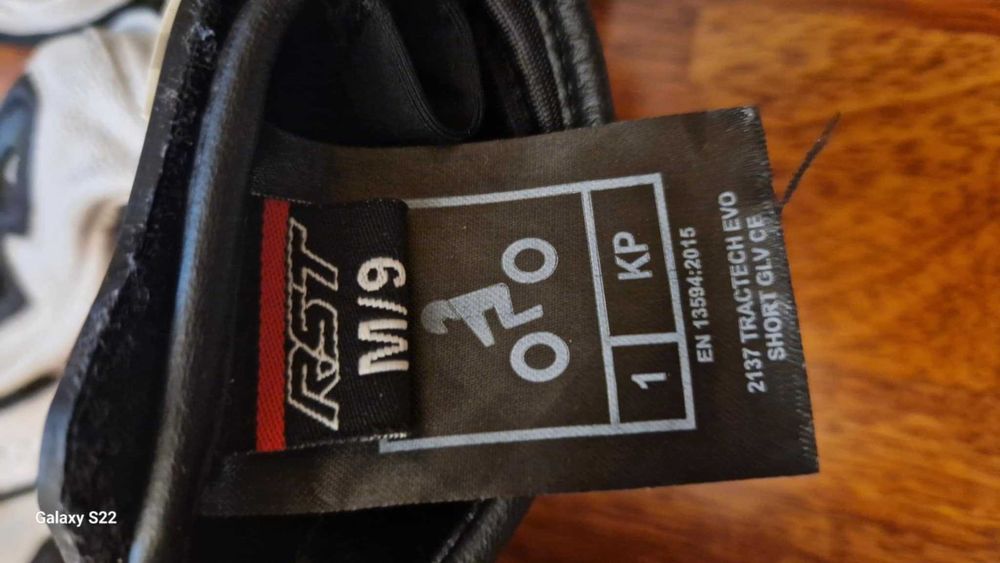 RST
M/9
1 KP
EN 13594:2015
2137 TRACTECH EVO
SHORT GLV CE
Galaxy S22